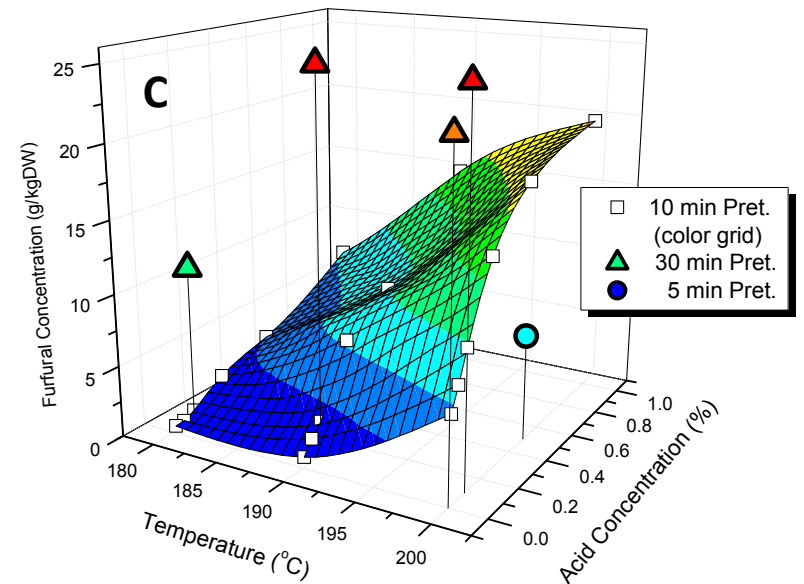 C
Furfural Concentration (g/kgDW)
25
20
15
10
5
0
180
185
190
195
200
Temperature (°C)
0.0
0.2
0.4
0.6
0.8
1.0
Acid Concentration (%)
10 min Pret.
(color grid)
30 min Pret.
5 min Pret.